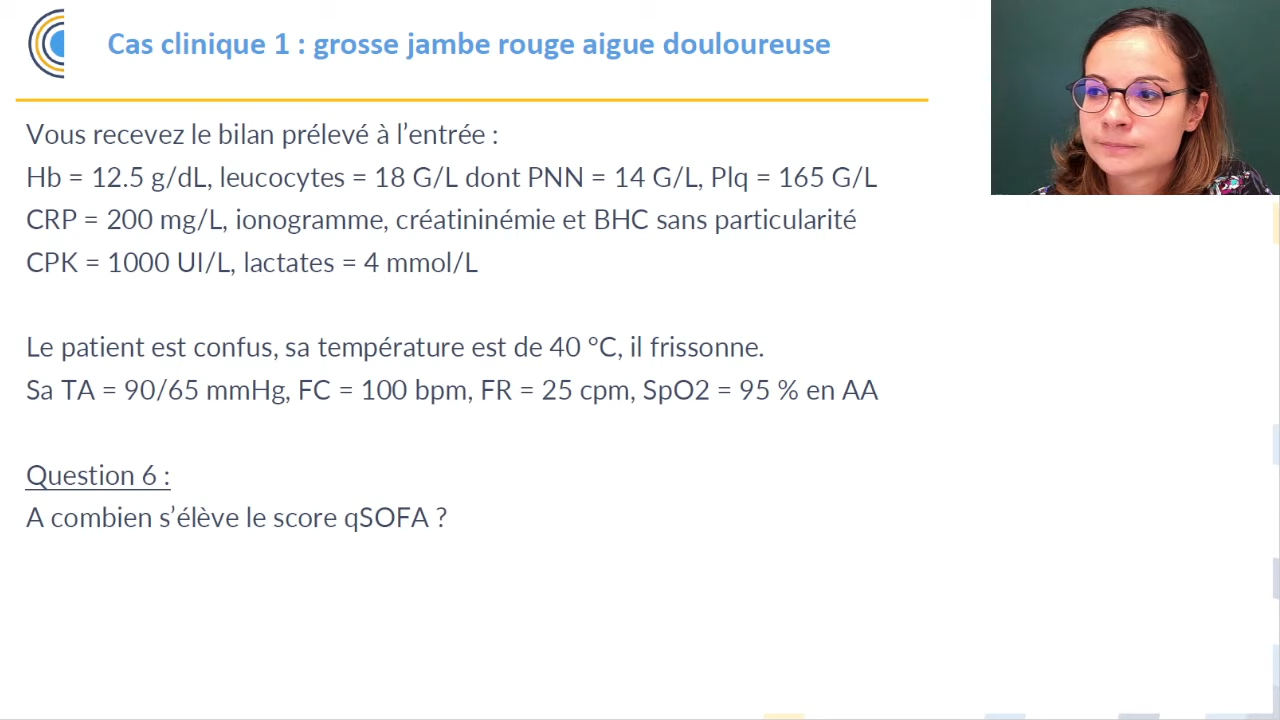 Cas clinique 1 : grosse jambe rouge aigue douloureuse
Vous recevez le bilan prélevé à l’entrée :
Hb = 12.5 g/dL, leucocytes = 18 G/L dont PNN = 14 G/L, Plq = 165 G/L
CRP = 200 mg/L, ionogramme, créatininémie et BHC sans particularité
CPK = 1000 UI/L, lactates = 4 mmol/L
Le patient est confus, sa température est de 40 °C, il frissonne.
Sa TA = 90/65 mmHg, FC = 100 bpm, FR = 25 cpm, SpO2 = 95 % en AA
Question 6 :
A combien s’élève le score qSOFA ?